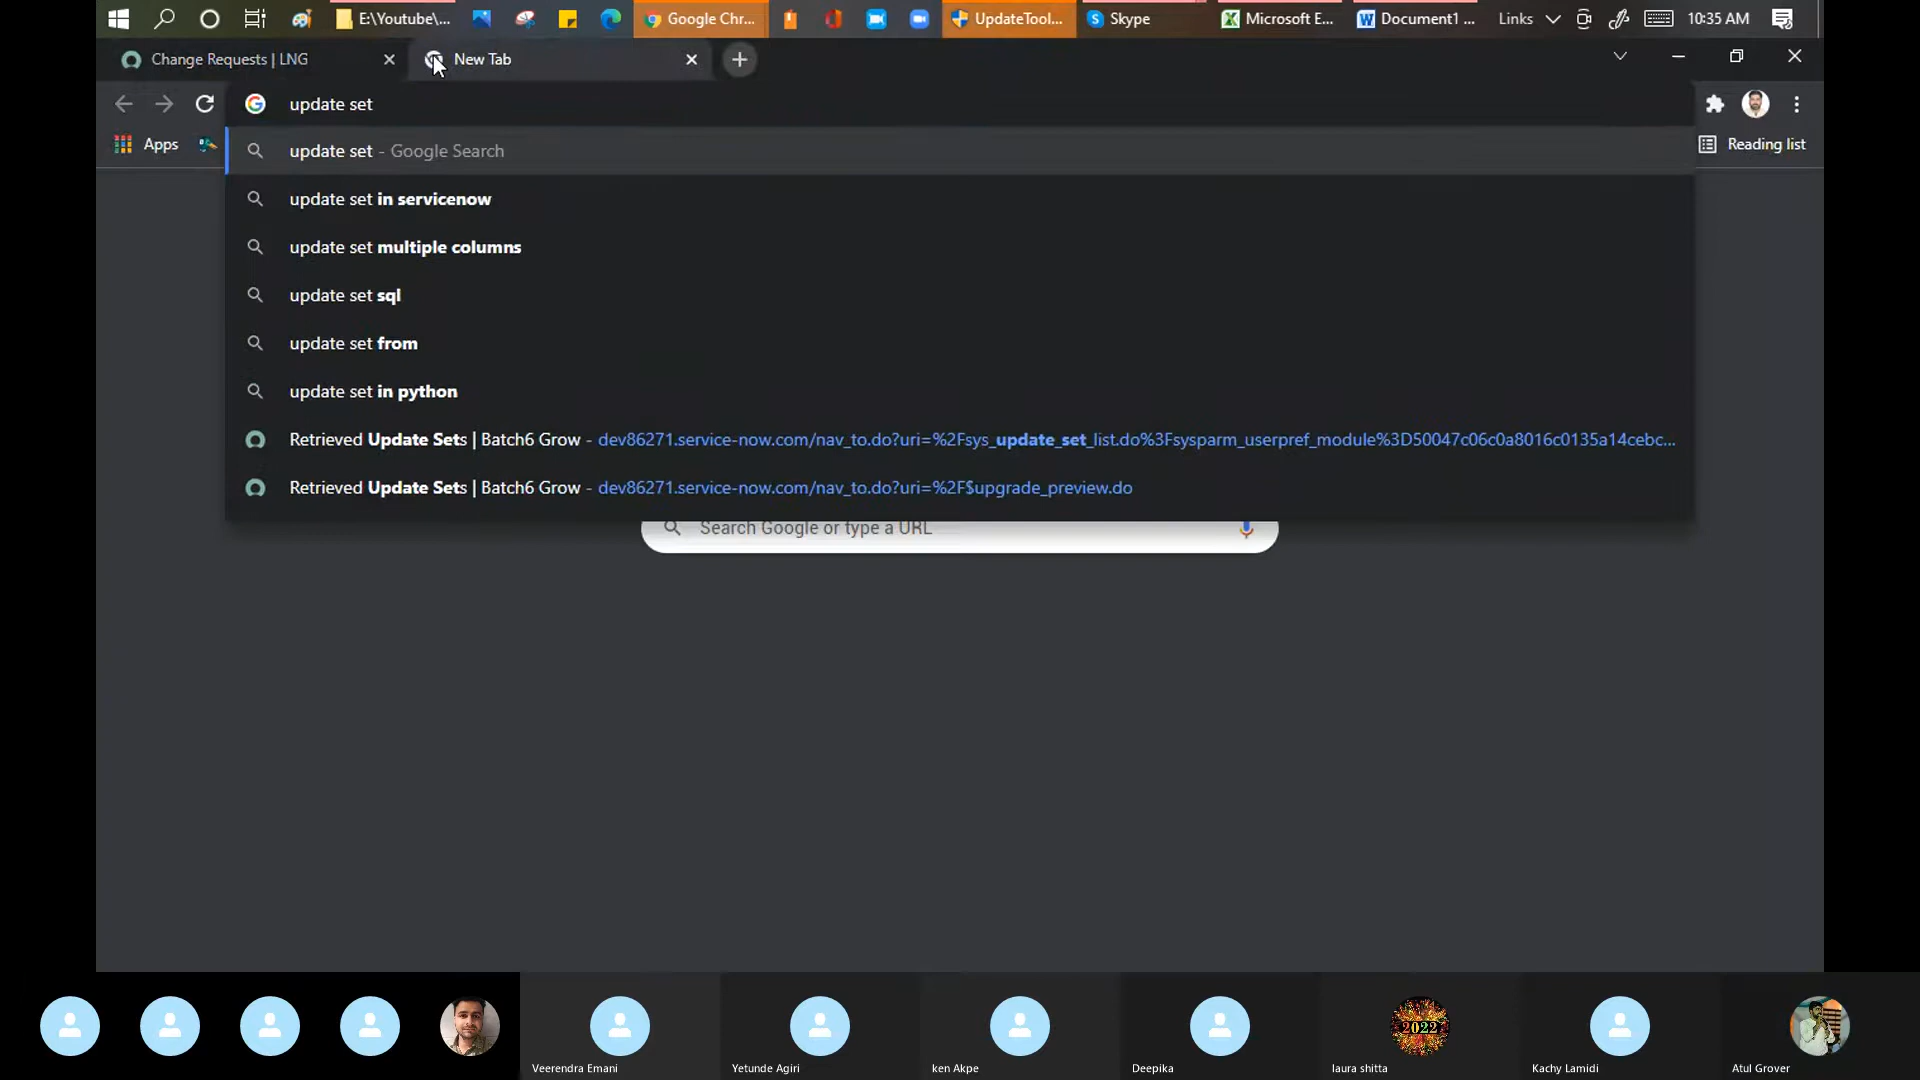 E:\Youtube\...
Google Chr...
UpdateTool...
Skype
Microsoft E...
Document1 ...
Links
10:35 AM
Change Requests | LNG
New Tab
update set
Apps
Reading list
update set - Google Search
update set in servicenow
update set multiple columns
update set sql
update set from
update set in python
Retrieved Update Sets | Batch6 Grow - dev86271.service-now.com/nav_to.do?uri=%2Fsys_update_set_list.do%3Fsysparm_userpref_module%3D50047c06c0a8016c0135a14cebc...
Retrieved Update Sets | Batch6 Grow - dev86271.service-now.com/nav_to.do?uri=%2F$upgrade_preview.do
Search Google or type a URL
2022
Veerendra Emani
Yetunde Agiri
ken Akpe
Deepika
laura shitta
Kachy Lamidi
Atul Grover